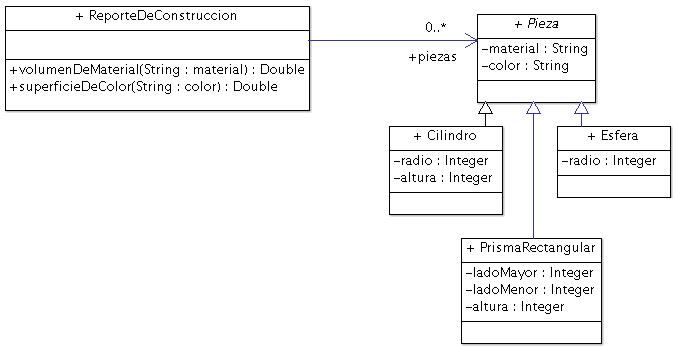 + ReporteDeConstruccion
+volumenDeMaterial(String : material) : Double
+superficieDeColor(String : color) : Double
0..*
+piezas
+ Pieza
-material : String
-color : String
+ Cilindro
-radio : Integer
-altura : Integer
+ Esfera
-radio : Integer
+ PrismaRectangular
-ladoMayor : Integer
-ladoMenor : Integer
-altura : Integer